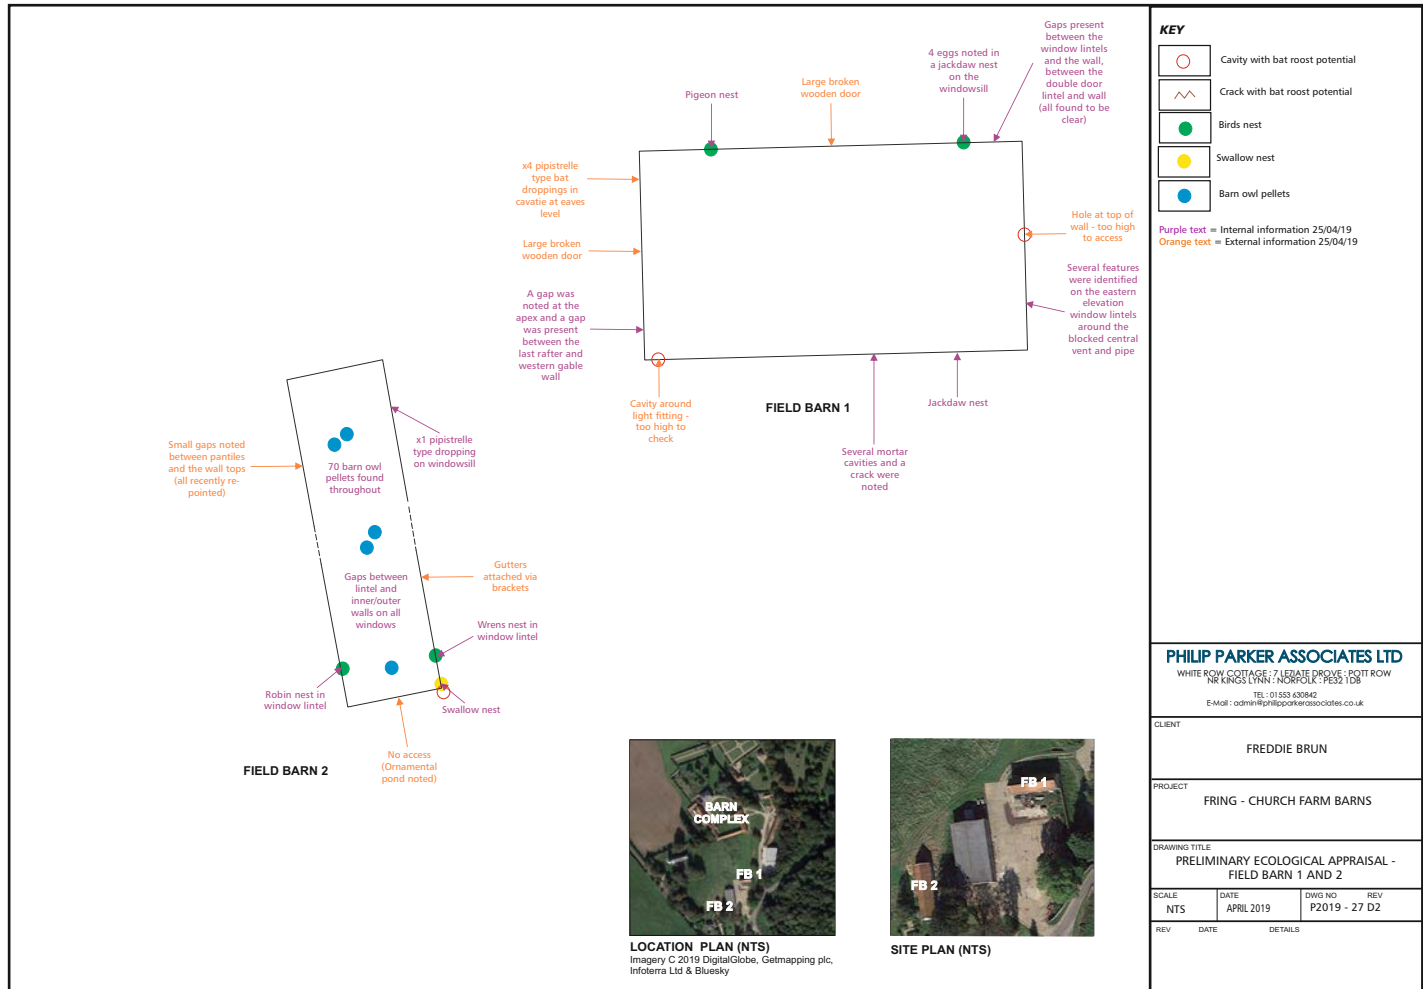 Gaps present
between the
window lintels
and the wall,
between the
double door
lintel and wall
(all found to be
clear)
4 eggs noted in
a jackdaw nest
on the
windowsill
Large broken
wooden door
Pigeon nest
x4 pipistrelle
type bat
droppings in
cavatie at eaves
level
Large broken
wooden door
A gap was
noted at the
apex and a gap
was present
between the
last rafter and
western gable
wall
Hole at top of
wall - too high
to access
Several features
were identified
on the eastern
elevation
window lintels
around the
blocked central
vent and pipe
Cavity around
light fitting -
too high to
check
FIELD BARN 1
Jackdaw nest
Several mortar
cavities and a
crack were
noted
Small gaps noted
between pantiles
and the wall tops
(all recently re-
pointed)
x1 pipistrelle
type dropping
on windowsill
70 barn owl
pellets found
throughout
Gaps between
lintel and
inner/outer
walls on all
windows
Gutters
attached via
brackets
Wrens nest in
window lintel
Robin nest in
window lintel
Swallow nest
No access
(Ornamental
pond noted)
FIELD BARN 2
BARN
COMPLEX
FB 1
FB 2
LOCATION PLAN (NTS)
Imagery C 2019 DigitalGlobe, Getmapping plc,
Infoterra Ltd & Bluesky
FB 1
FB 2
SITE PLAN (NTS)
KEY
Cavity with bat roost potential
Crack with bat roost potential
Birds nest
Swallow nest
Barn owl pellets
Purple text = Internal information 25/04/19
Orange text = External information 25/04/19
PHILIP PARKER ASSOCIATES LTD
WHITE ROW COTTAGE : 7 LEZIATE DROVE : POTT ROW
NR KINGS LYNN : NORFOLK : PE32 1DB
TEL : 01553 630842
E-Mail : admin@philipparkerassociates.co.uk
CLIENT
FREDDIE BRUN
PROJECT
FRING - CHURCH FARM BARNS
DRAWING TITLE
PRELIMINARY ECOLOGICAL APPRAISAL -
FIELD BARN 1 AND 2
SCALE DATE DWG NO REV
NTS APRIL 2019 P2019 - 27 D2
REV DATE DETAILS